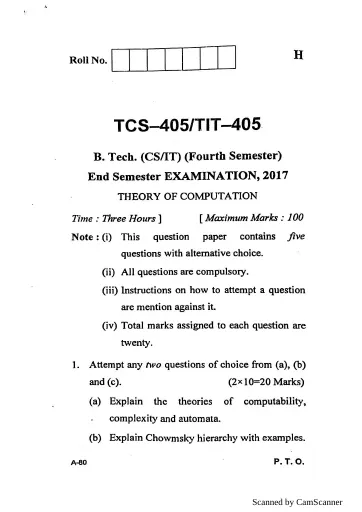 Roll No.
H
TCS–405/TIT–405
B. Tech. (CS/IT) (Fourth Semester)
End Semester EXAMINATION, 2017
THEORY OF COMPUTATION
Time : Three Hours ] [ Maximum Marks : 100
Note : (i) This question paper contains five
questions with alternative choice.
(ii) All questions are compulsory.
(iii) Instructions on how to attempt a question
are mention against it.
(iv) Total marks assigned to each question are
twenty.
1. Attempt any two questions of choice from (a), (b)
and (c). (2×10=20 Marks)
(a) Explain the theories of computability,
complexity and automata.
(b) Explain Chowmsky hierarchy with examples.
A-80 P. T. O.
Scanned by CamScanner